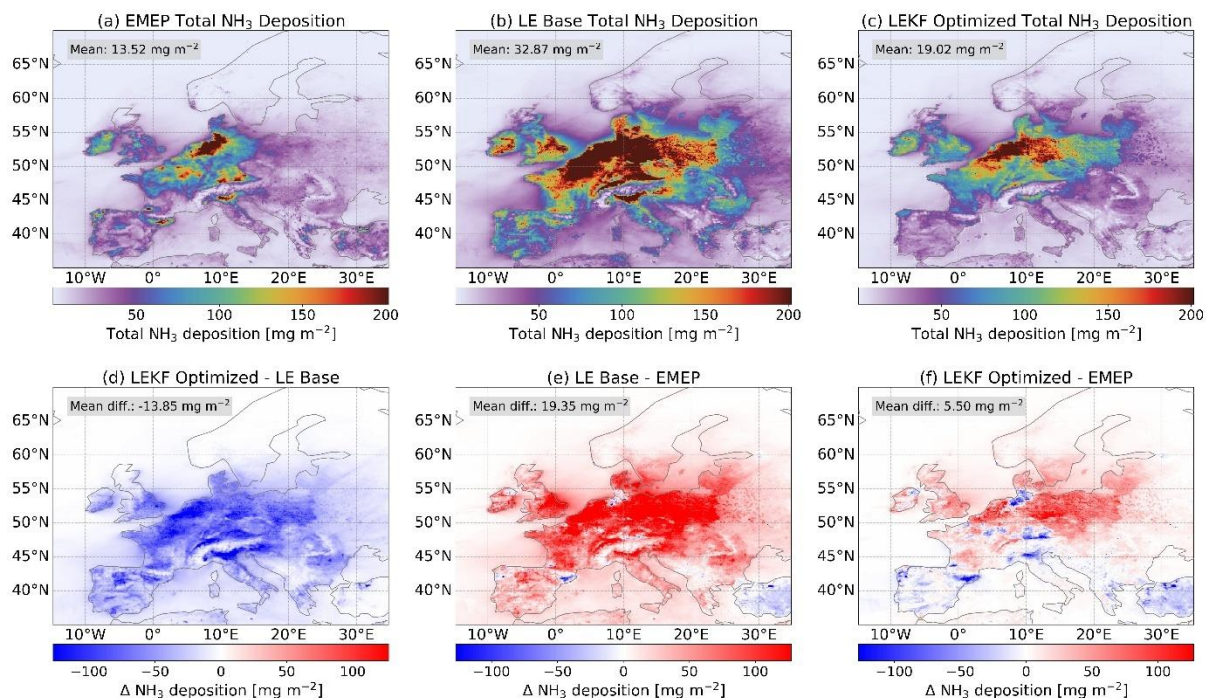 (a) EMEP Total NH₃ Deposition
Mean: 13.52 mg m⁻²
65°N
60°N
55°N
50°N
45°N
40°N
10°W 0° 10°E 20°E 30°E
50 100 150 200
Total NH₃ deposition [mg m⁻²]
(b) LE Base Total NH₃ Deposition
Mean: 32.87 mg m⁻²
65°N
60°N
55°N
50°N
45°N
40°N
10°W 0° 10°E 20°E 30°E
50 100 150 200
Total NH₃ deposition [mg m⁻²]
(c) LEKF Optimized Total NH₃ Deposition
Mean: 19.02 mg m⁻²
65°N
60°N
55°N
50°N
45°N
40°N
10°W 0° 10°E 20°E 30°E
50 100 150 200
Total NH₃ deposition [mg m⁻²]
(d) LEKF Optimized - LE Base
Mean diff.: -13.85 mg m⁻²
65°N
60°N
55°N
50°N
45°N
40°N
10°W 0° 10°E 20°E 30°E
−100 −50 0 50 100
Δ NH₃ deposition [mg m⁻²]
(e) LE Base - EMEP
Mean diff.: 19.35 mg m⁻²
65°N
60°N
55°N
50°N
45°N
40°N
10°W 0° 10°E 20°E 30°E
−100 −50 0 50 100
Δ NH₃ deposition [mg m⁻²]
(f) LEKF Optimized - EMEP
Mean diff.: 5.50 mg m⁻²
65°N
60°N
55°N
50°N
45°N
40°N
10°W 0° 10°E 20°E 30°E
−100 −50 0 50 100
Δ NH₃ deposition [mg m⁻²]